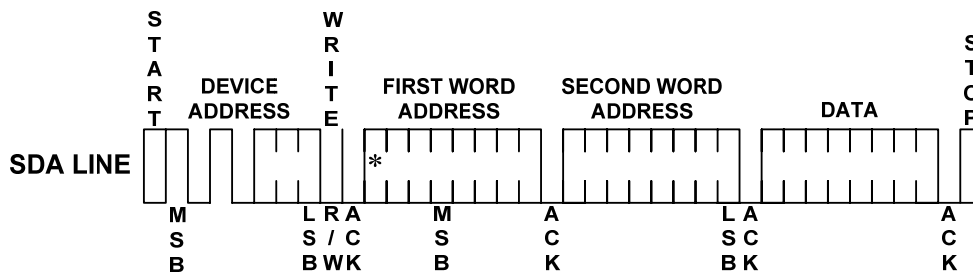 START
WRITE
STOP
DEVICE
ADDRESS
FIRST WORD
ADDRESS
SECOND WORD
ADDRESS
DATA
SDA LINE
*
MSB
LSB
R/W
ACK
MSB
ACK
LSB
ACK
ACK